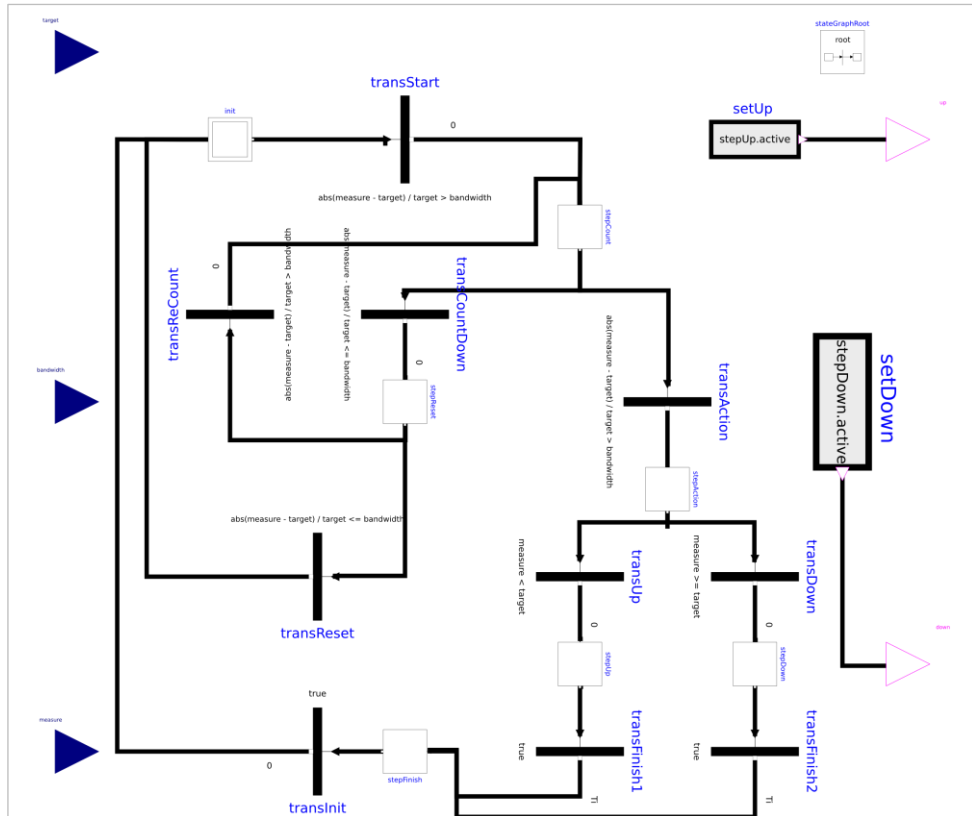 target
stateGraphRoot
root
transStart
init
0
setUp
stepUp.active
up
abs(measure - target) / target > bandwidth
stepCount
0
transReCount
abs(measure - target) / target > bandwidth
abs(measure - target) / target <= bandwidth
transCountDown
0
stepReset
bandwidth
abs(measure - target) / target > bandwidth
transAction
stepDown.active
setDown
stepAction
abs(measure - target) / target <= bandwidth
transReset
measure < target
transUp
0
measure >= target
transDown
0
stepUp
stepDown
down
true
measure
0
transInit
stepFinish
true
transFinish1
Ti
true
transFinish2
Ti